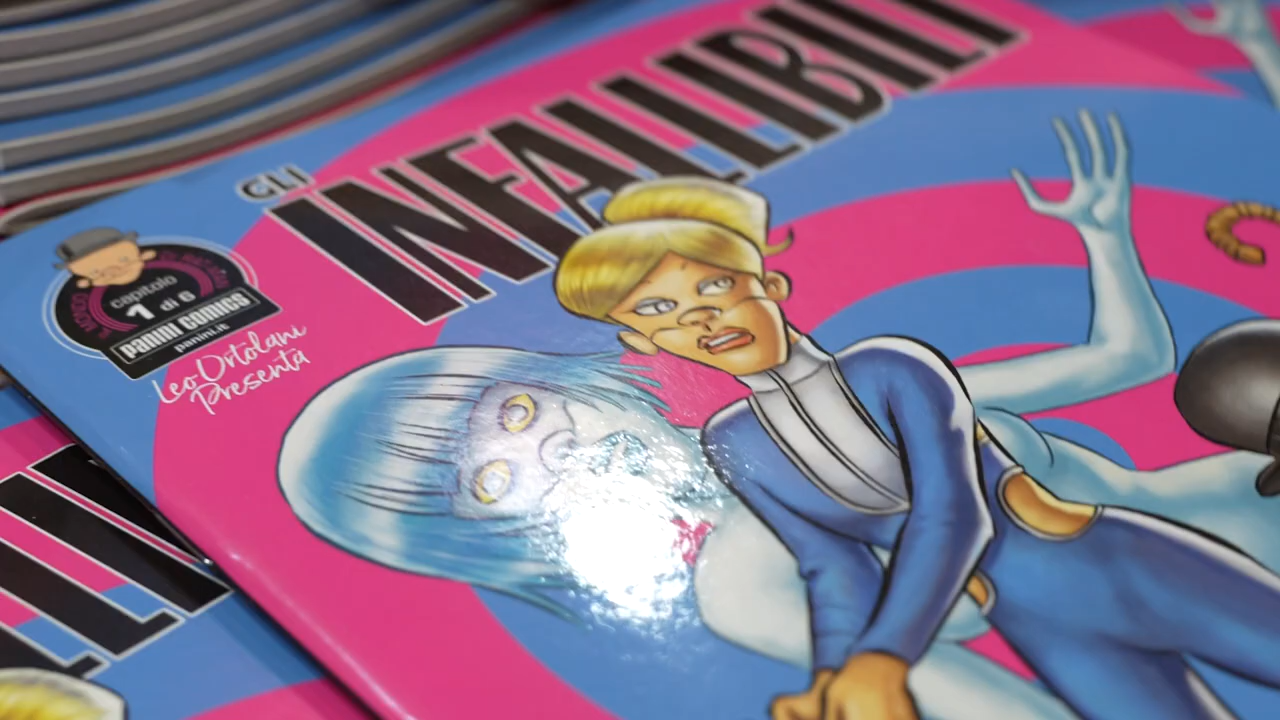 GLI
INFALLIBILI
capitolo
1 di 6
PANINI COMICS
panini.it
Leo Ortolani
Presenta